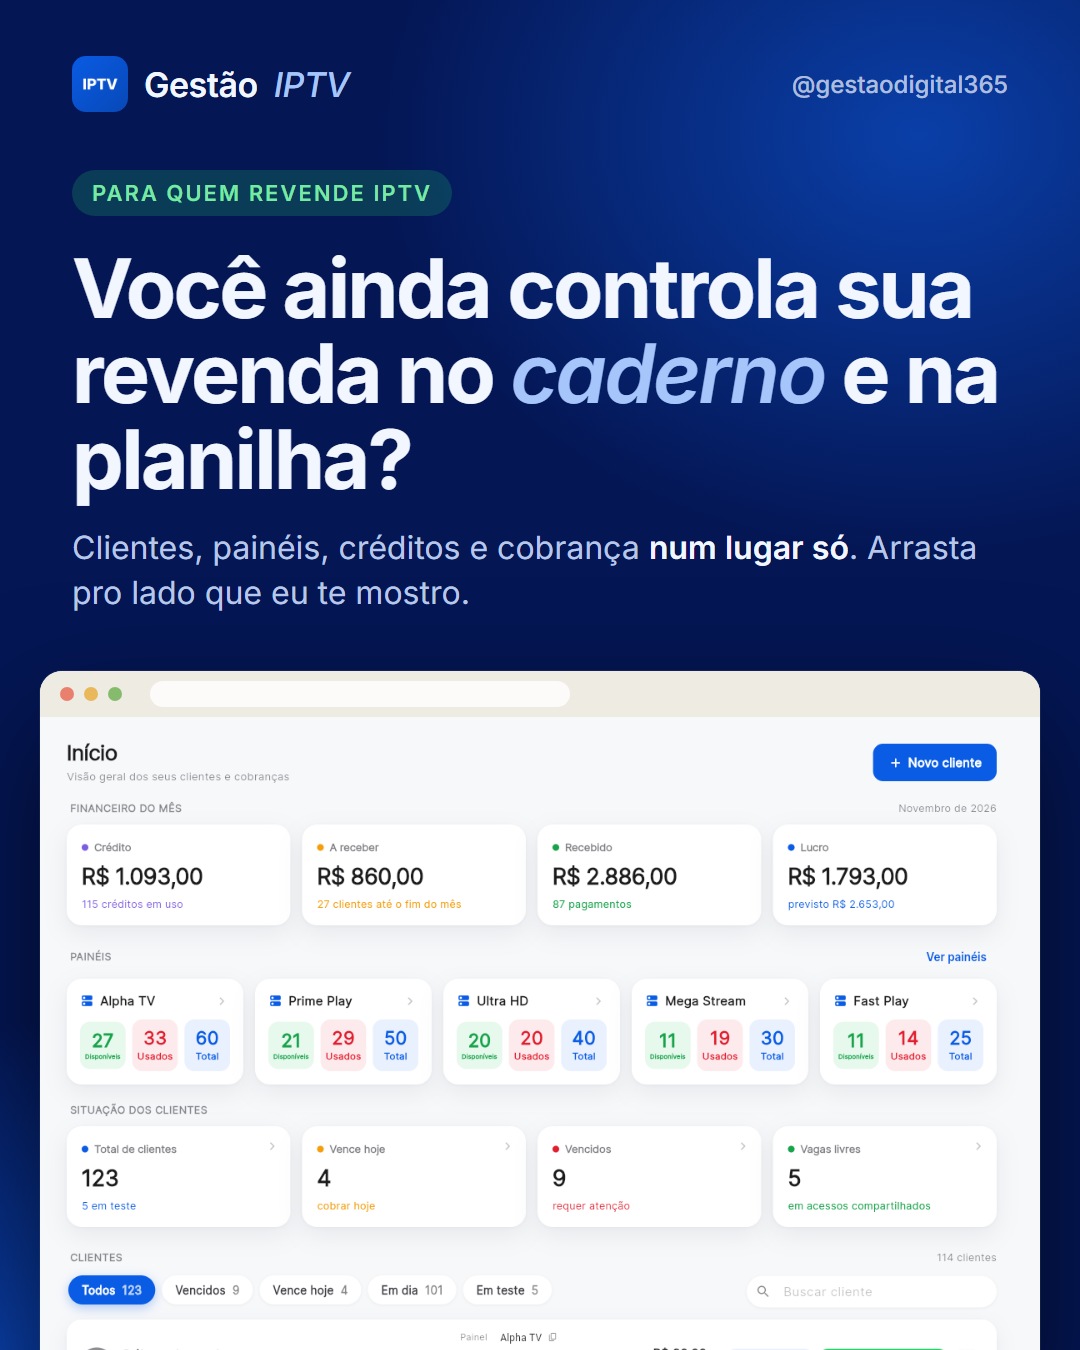 IPTV
Gestão IPTV
@gestaodigital365
PARA QUEM REVENDE IPTV
Você ainda controla sua
revenda no caderno e na
planilha?
Clientes, painéis, créditos e cobrança num lugar só. Arrasta
pro lado que eu te mostro.
Início
Visão geral dos seus clientes e cobranças
+ Novo cliente
FINANCEIRO DO MÊS
Novembro de 2026
Crédito
R$ 1.093,00
115 créditos em uso
A receber
R$ 860,00
27 clientes até o fim do mês
Recebido
R$ 2.886,00
87 pagamentos
Lucro
R$ 1.793,00
previsto R$ 2.653,00
PAINÉIS
Ver painéis
Alpha TV
27 33 60
Disponíveis Usados Total
Prime Play
21 29 50
Disponíveis Usados Total
Ultra HD
20 20 40
Disponíveis Usados Total
Mega Stream
11 19 30
Disponíveis Usados Total
Fast Play
11 14 25
Disponíveis Usados Total
SITUAÇÃO DOS CLIENTES
Total de clientes
123
5 em teste
Vence hoje
4
cobrar hoje
Vencidos
9
requer atenção
Vagas livres
5
em acessos compartilhados
CLIENTES
114 clientes
Todos 123 Vencidos 9 Vence hoje 4 Em dia 101 Em teste 5
Buscar cliente
Painel Alpha TV